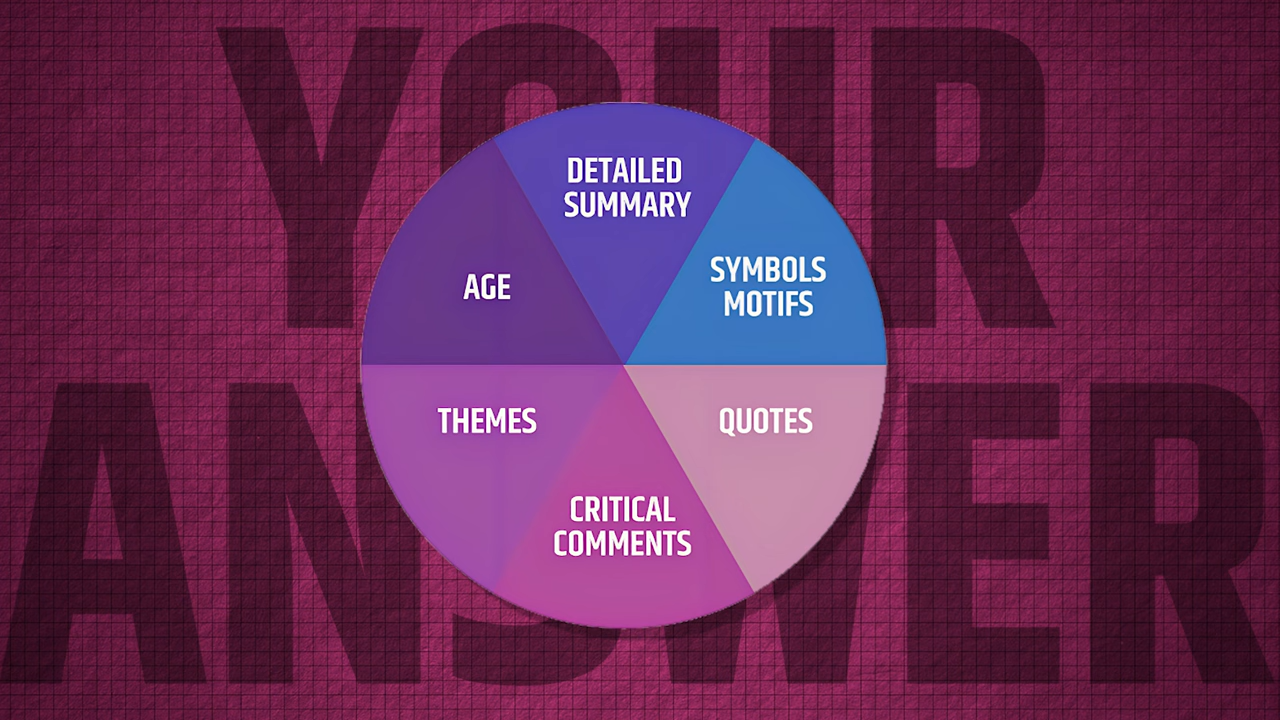 YOUR
ANSWER
DETAILED
SUMMARY
SYMBOLS
MOTIFS
QUOTES
CRITICAL
COMMENTS
THEMES
AGE